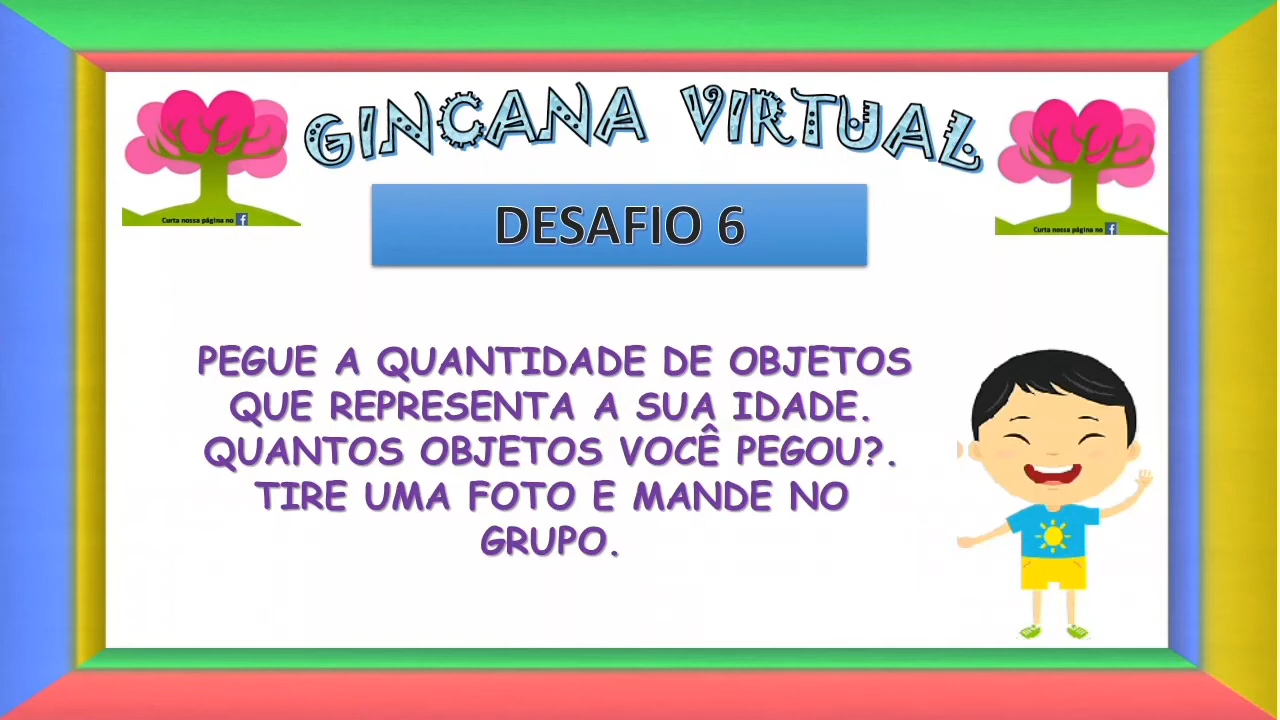 GINCANA VIRTUAL
Curta nossa página no
Curta nossa página no
DESAFIO 6
PEGUE A QUANTIDADE DE OBJETOS
QUE REPRESENTA A SUA IDADE.
QUANTOS OBJETOS VOCÊ PEGOU?.
TIRE UMA FOTO E MANDE NO
GRUPO.